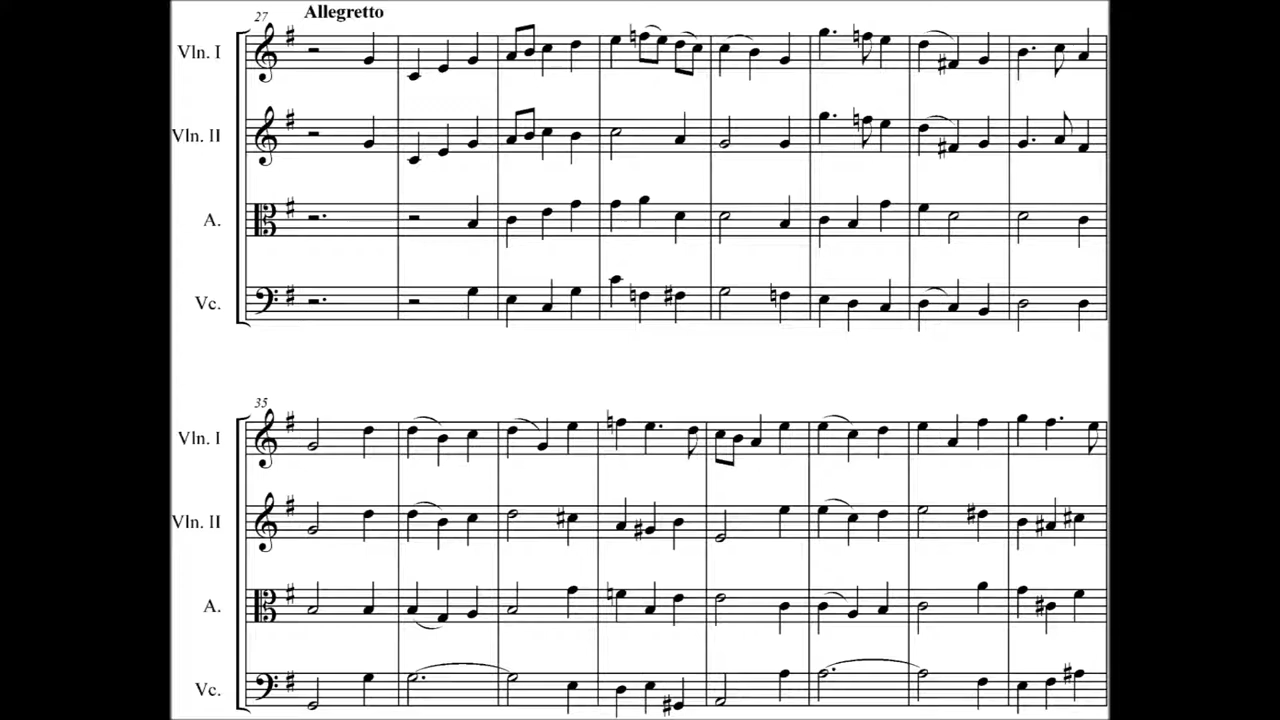 27 Allegretto
Vln. I
Vln. II
A.
Vc.
35
Vln. I
Vln. II
A.
Vc.